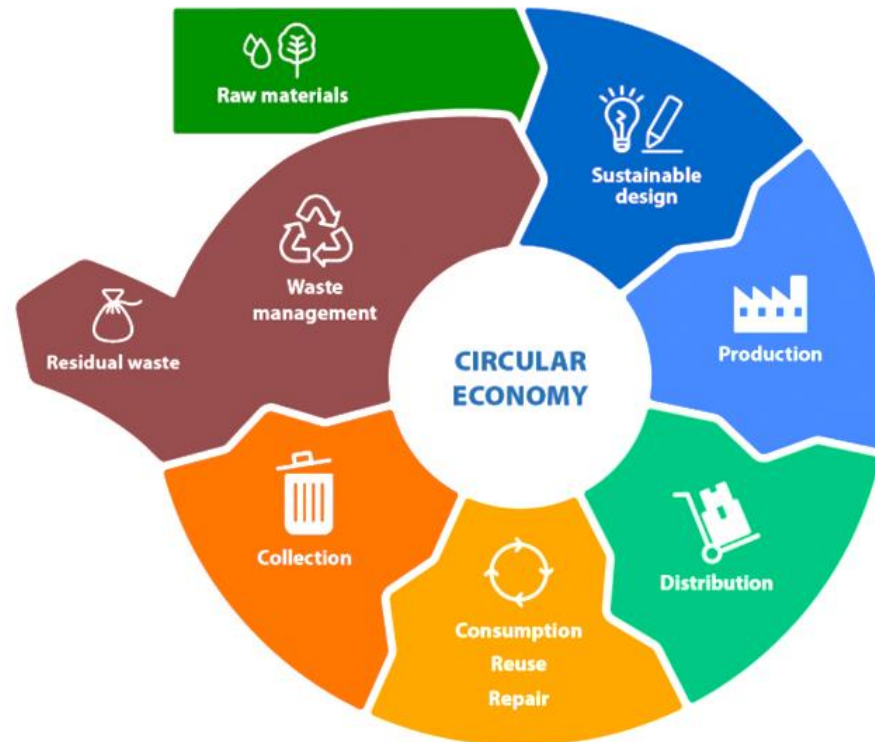 Raw materials
Sustainable
design
Production
Distribution
Consumption
Reuse
Repair
Collection
Waste
management
Residual waste
CIRCULAR
ECONOMY